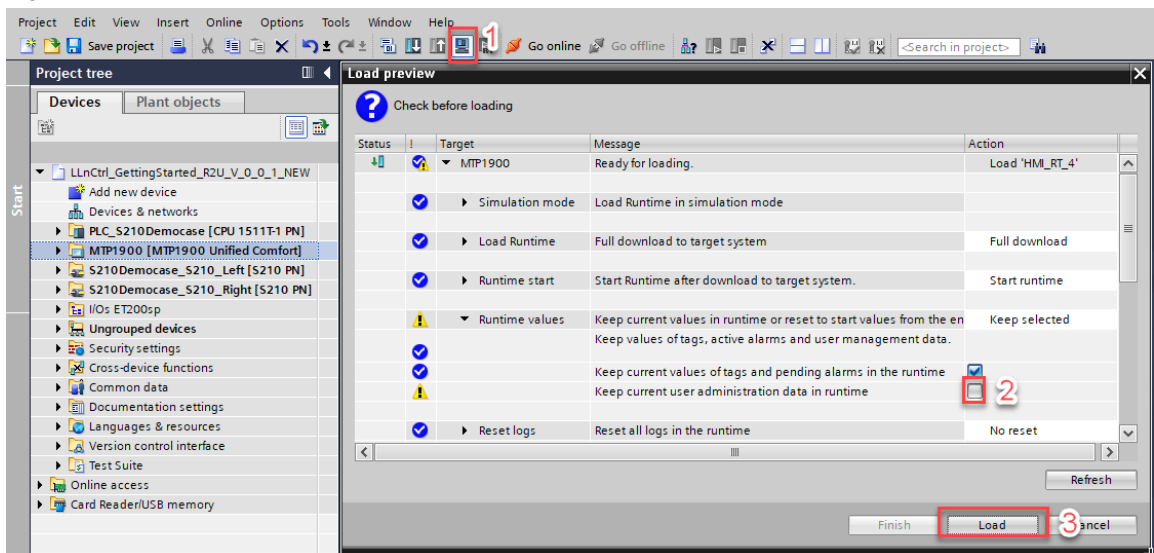 Project Edit View Insert Online Options Tools Window Help
Save project Go online Go offline <Search in project>
1
Start
Project tree
Devices Plant objects
LLnCtrl_GettingStarted_R2U_V_0_0_1_NEW
Add new device
Devices & networks
PLC_S210Democase [CPU 1511T-1 PN]
MTP1900 [MTP1900 Unified Comfort]
S210Democase_S210_Left [S210 PN]
S210Democase_S210_Right [S210 PN]
I/Os ET200sp
Ungrouped devices
Security settings
Cross-device functions
Common data
Documentation settings
Languages & resources
Version control interface
Test Suite
Online access
Card Reader/USB memory
Load preview
Check before loading
Status ! Target Message Action
MTP1900 Ready for loading. Load 'HMI_RT_4'
Simulation mode Load Runtime in simulation mode
Load Runtime Full download to target system Full download
Runtime start Start Runtime after download to target system. Start runtime
Runtime values Keep current values in runtime or reset to start values from the en Keep selected
Keep values of tags, active alarms and user management data.
Keep current values of tags and pending alarms in the runtime
Keep current user administration data in runtime 2
Reset logs Reset all logs in the runtime No reset
Refresh
Finish Load 3 ancel